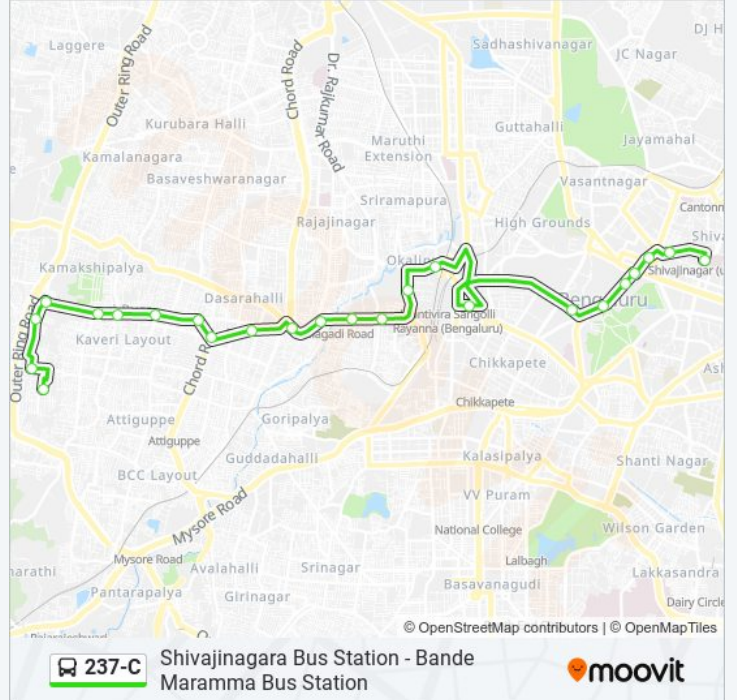 DJ H
Laggere
Outer Ring Road
Chord Road
Dr. Rajkumar Road
Sadhashivanagar
JC Nagar
Kurubara Halli
Guttahalli
Maruthi
Extension
Jayamahal
Kamalanagara
Basaveshwaranagar
Vasantnagar
Sriramapura
Cantonm
Rajajinagar
High Grounds
Shiva
Kamakshipalya
Okalip
Shivajinagar (u
Dasarahalli
Bengaluru
Outer Ring Road
ntivira Sangolli
Rayanna (Bengaluru)
agadi Road
Kaveri Layout
Chord R
Chikkapete
Ash
Chikkapete
Attiguppe
Goripalya
Attiguppe
Guddadahalli
Kalasipalya
Shanti Nagar
BCC Layout
VV Puram
Mysore Road
National College
Wilson Garden
Mysore Road
Lalbagh
harathi
Avalahalli
Srinagar
Lakkasandra
Pantarapalya
Basavanagudi
Girinagar
Dairy Circle
© OpenStreetMap contributors | © OpenMapTiles
237-C
Shivajinagara Bus Station - Bande
Maramma Bus Station
moovit